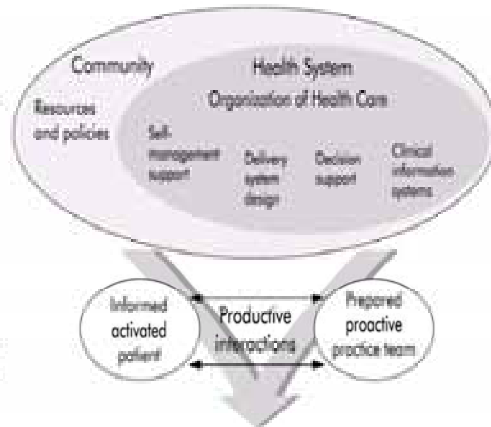 Community
Health System
Organization of Health Care
Resources
and policies
Self-
management
support
Delivery
system
design
Decision
support
Clinical
information
systems
Informed
activated
patient
Productive
interactions
Prepared
proactive
practice team